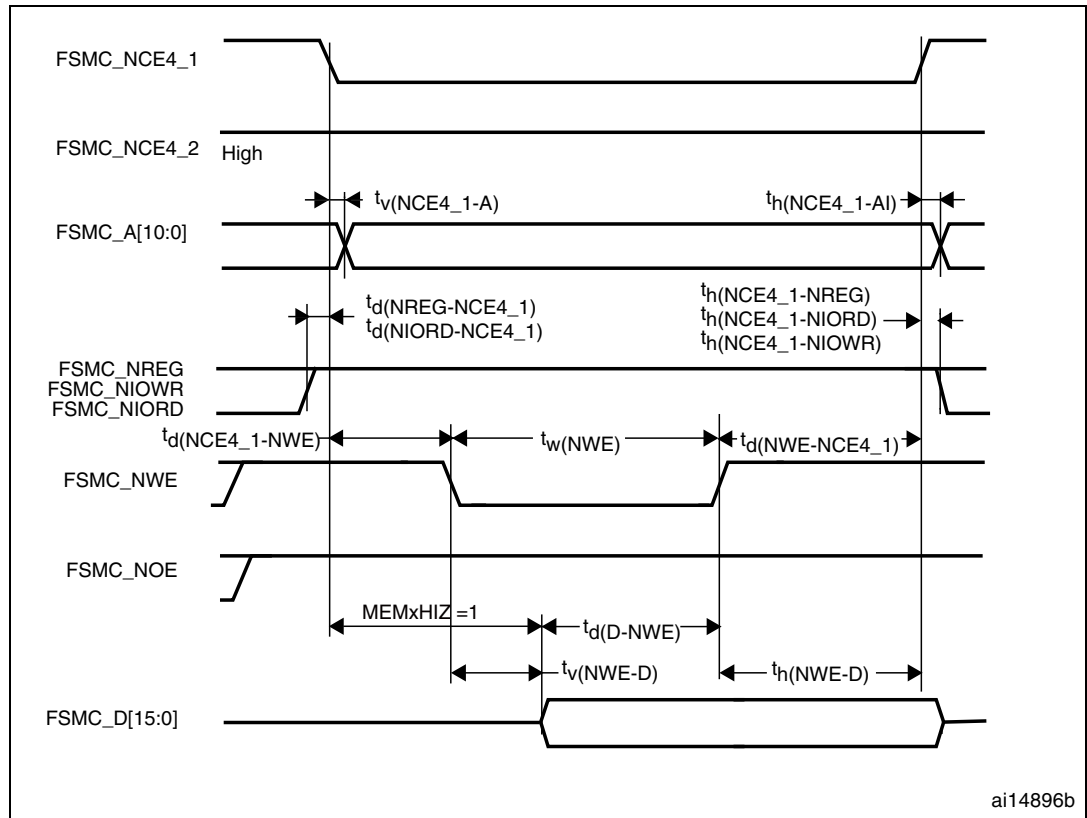 FSMC_NCE4_1
FSMC_NCE4_2 High
tv(NCE4_1-A) th(NCE4_1-AI)
FSMC_A[10:0]
td(NREG-NCE4_1)
td(NIORD-NCE4_1)
th(NCE4_1-NREG)
th(NCE4_1-NIORD)
th(NCE4_1-NIOWR)
FSMC_NREG
FSMC_NIOWR
FSMC_NIORD
td(NCE4_1-NWE) tw(NWE) td(NWE-NCE4_1)
FSMC_NWE
FSMC_NOE
MEMxHIZ =1
td(D-NWE)
tv(NWE-D) th(NWE-D)
FSMC_D[15:0]
ai14896b